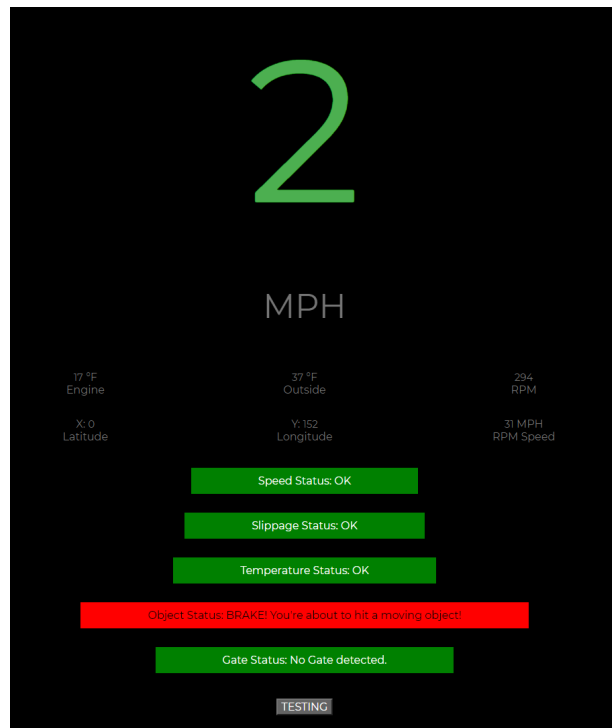 2
MPH
17 °F
Engine
37 °F
Outside
294
RPM
X: 0
Latitude
Y: 152
Longitude
31 MPH
RPM Speed
Speed Status: OK
Slippage Status: OK
Temperature Status: OK
Object Status: BRAKE! You're about to hit a moving object!
Gate Status: No Gate detected.
TESTING